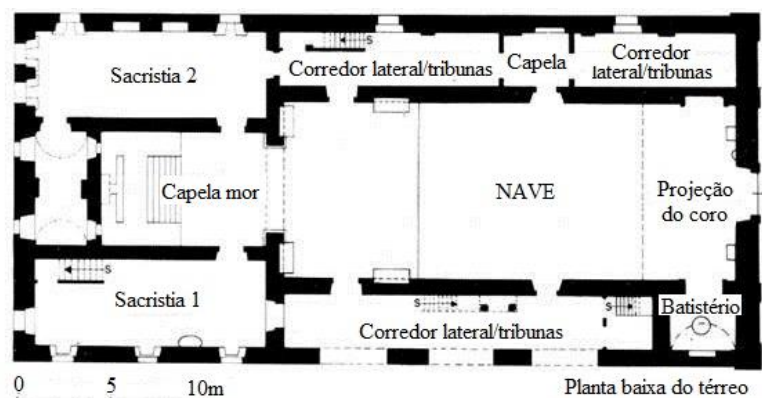 S
Sacristia 2
Corredor lateral/tribunas
Capela
Corredor
lateral/tribunas
Capela mor
NAVE
Projeção
do coro
S
Sacristia 1
S
S
Batistério
Corredor lateral/tribunas
0 5 10m
Planta baixa do térreo